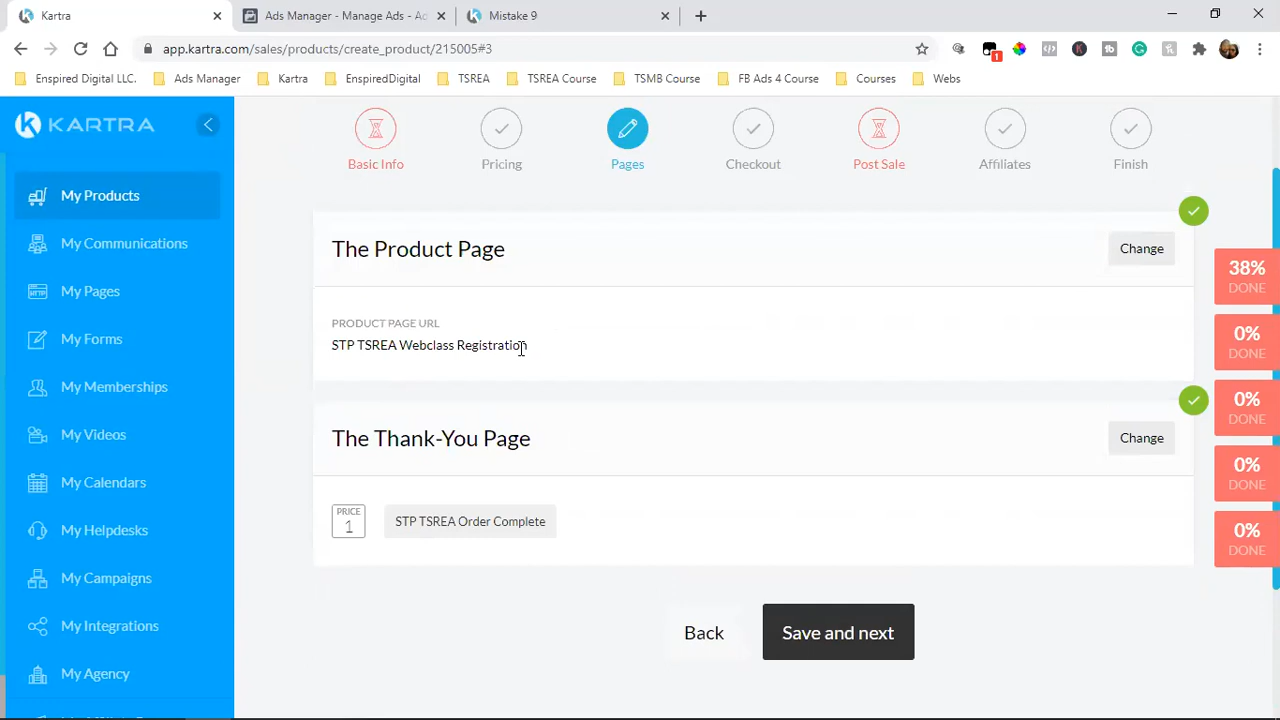 Kartra
Ads Manager - Manage Ads - Ad
Mistake 9
app.kartra.com/sales/products/create_product/215005#3
1
Enspired Digital LLC.
Ads Manager
Kartra
EnspiredDigital
TSREA
TSREA Course
TSMB Course
FB Ads 4 Course
Courses
Webs
KARTRA
My Products
My Communications
My Pages
My Forms
My Memberships
My Videos
My Calendars
My Helpdesks
My Campaigns
My Integrations
My Agency
Basic Info
Pricing
Pages
Checkout
Post Sale
Affiliates
Finish
The Product Page
Change
PRODUCT PAGE URL
STP TSREA Webclass Registration
The Thank-You Page
Change
PRICE
1
STP TSREA Order Complete
Back
Save and next
38%
DONE
0%
DONE
0%
DONE
0%
DONE
0%
DONE